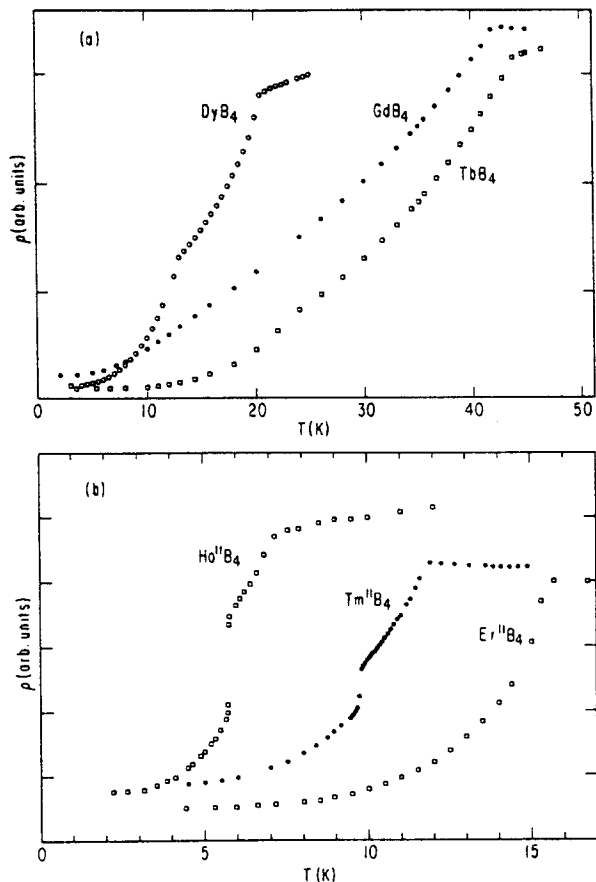 (a)
DyB4
GdB4
TbB4
ρ(arb. units)
0 10 20 30 40 50
T(K)
(b)
Ho¹¹B4
Tm¹¹B4
Er¹¹B4
ρ(arb. units)
0 5 10 15
T(K)